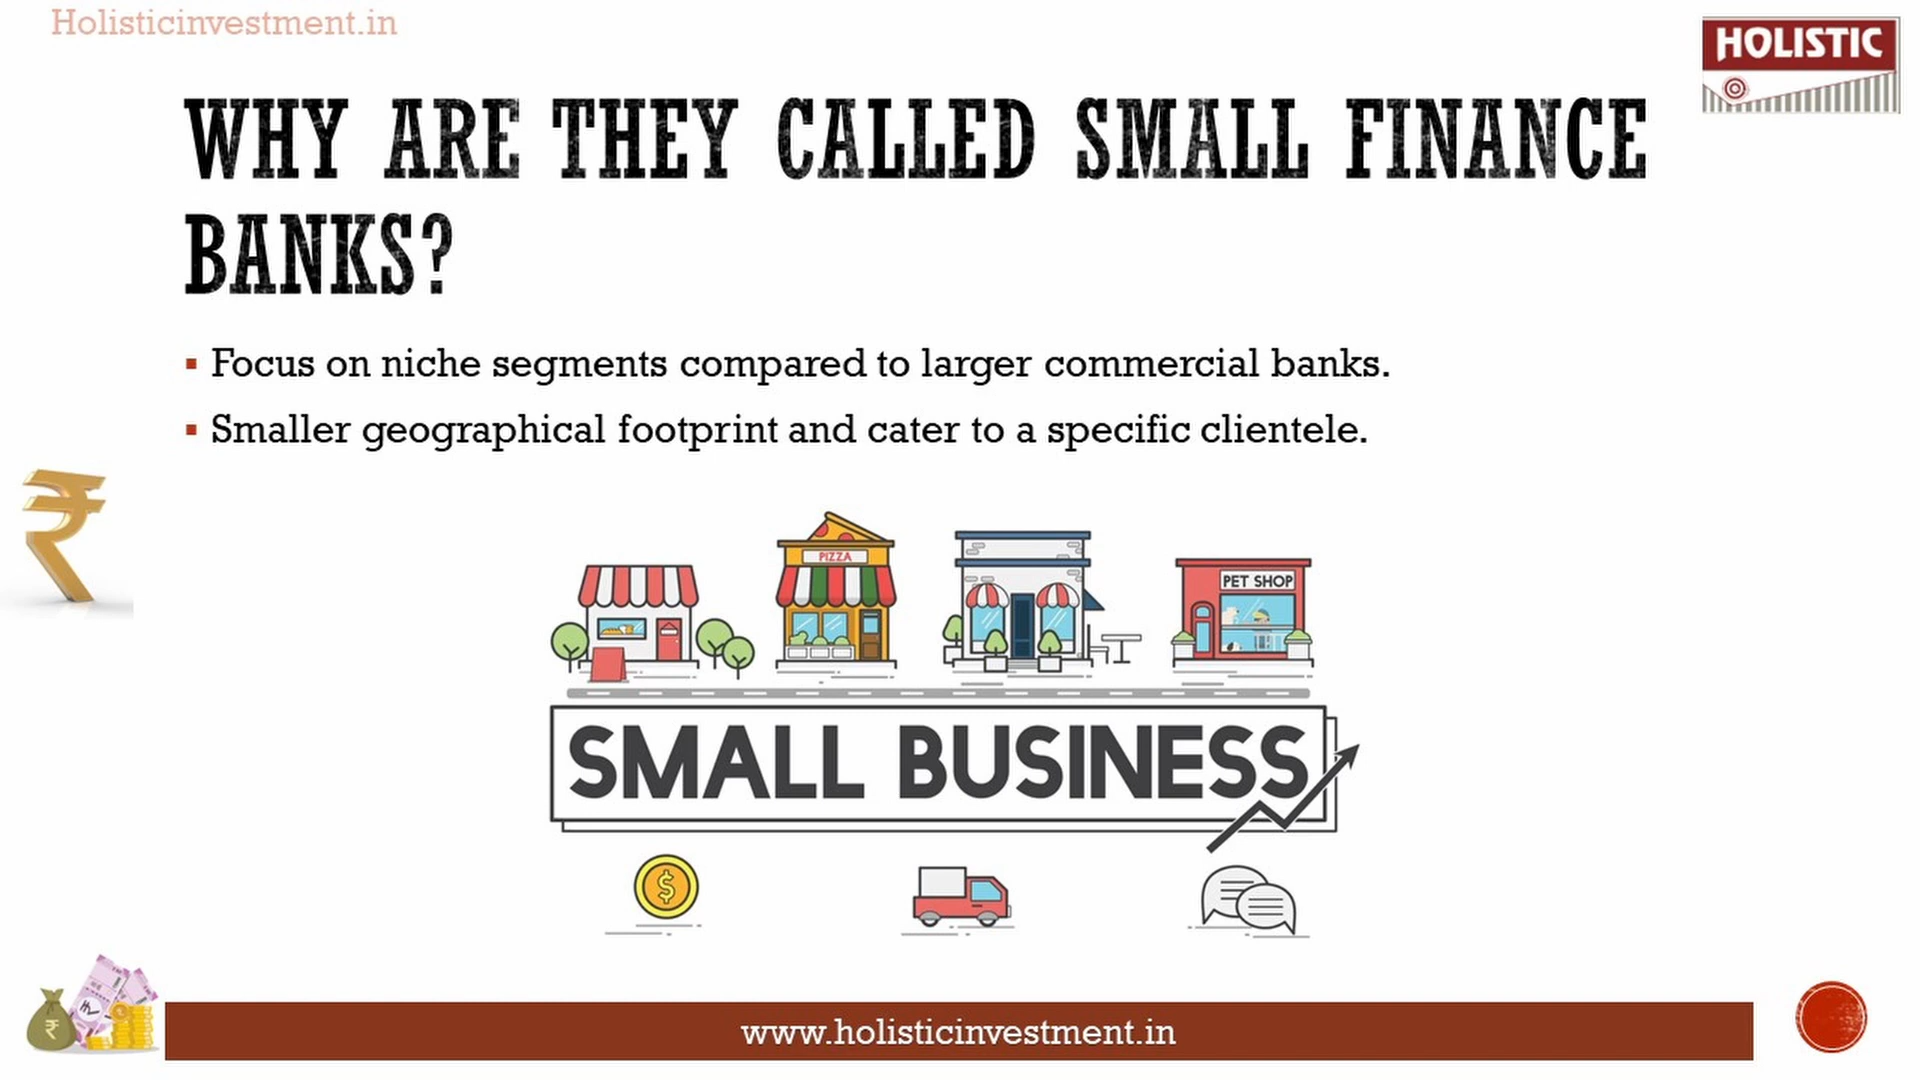 Holisticinvestment.in
HOLISTIC
WHY ARE THEY CALLED SMALL FINANCE
BANKS?
▪ Focus on niche segments compared to larger commercial banks.
▪ Smaller geographical footprint and cater to a specific clientele.
₹
PIZZA
PET SHOP
SMALL BUSINESS
$
₹
www.holisticinvestment.in